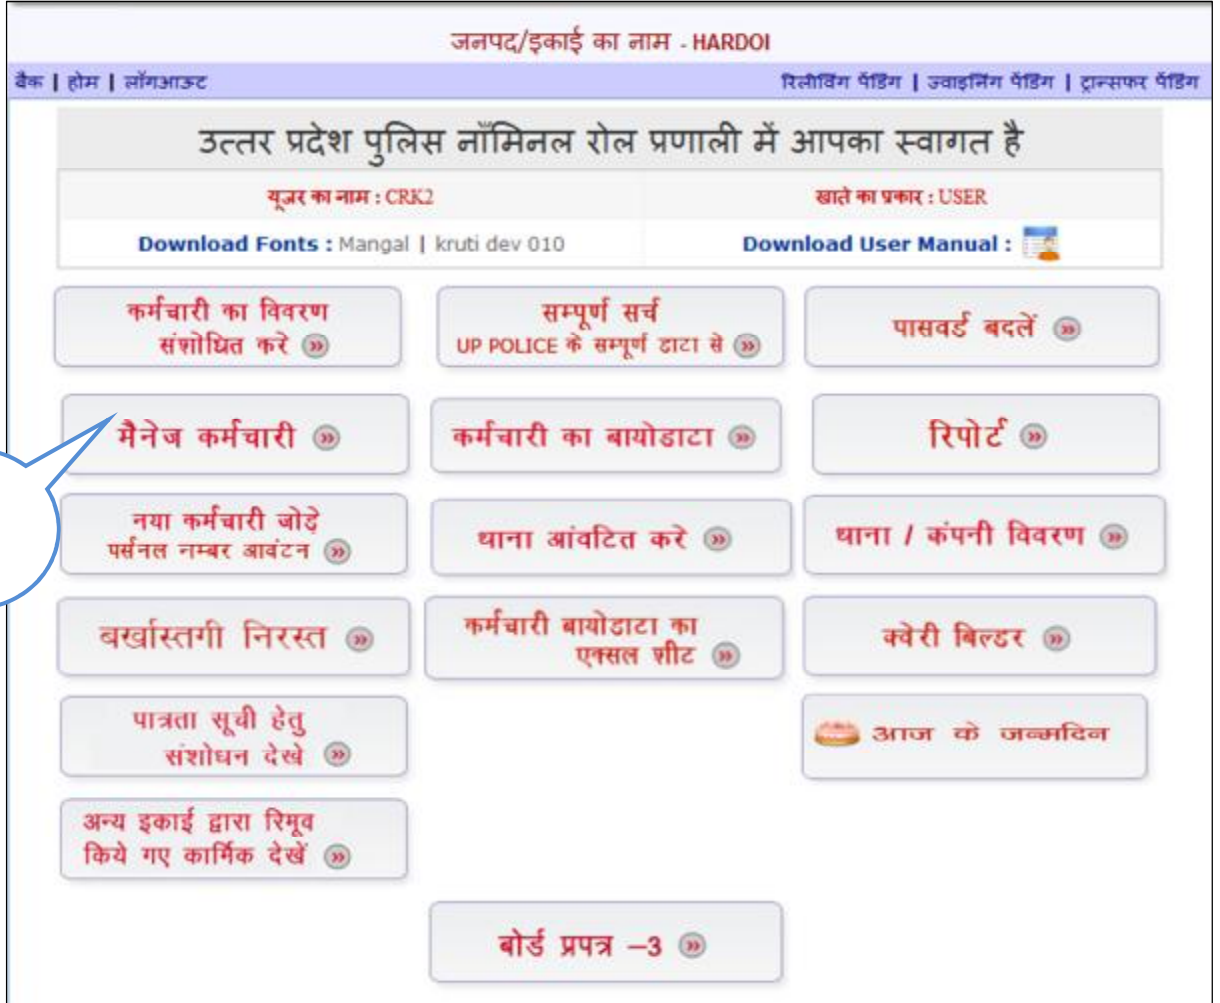 जनपद/इकाई का नाम - HARDOI
बैक | होम | लॉगआऊट
रिलीविंग पेंडिंग | ज्वाइनिंग पेंडिंग | ट्रान्सफर पेंडिंग
उत्तर प्रदेश पुलिस नॉमिनल रोल प्रणाली में आपका स्वागत है
यूजर का नाम : CRK2
खाते का प्रकार : USER
Download Fonts : Mangal | kruti dev 010
Download User Manual :
कर्मचारी का विवरण
संशोधित करे
सम्पूर्ण सर्च
UP POLICE के सम्पूर्ण डाटा से
पासवर्ड बदलें
मैनेज कर्मचारी
कर्मचारी का बायोडाटा
रिपोर्ट
नया कर्मचारी जोड़े
पर्सनल नम्बर आवंटन
थाना आंवटित करे
थाना / कंपनी विवरण
बर्खास्तगी निरस्त
कर्मचारी बायोडाटा का
एक्सल शीट
क्वेरी बिल्डर
पात्रता सूची हेतु
संशोधन देखे
आज के जन्मदिन
अन्य इकाई द्वारा रिमूव
किये गए कार्मिक देखें
बोर्ड प्रपत्र –3